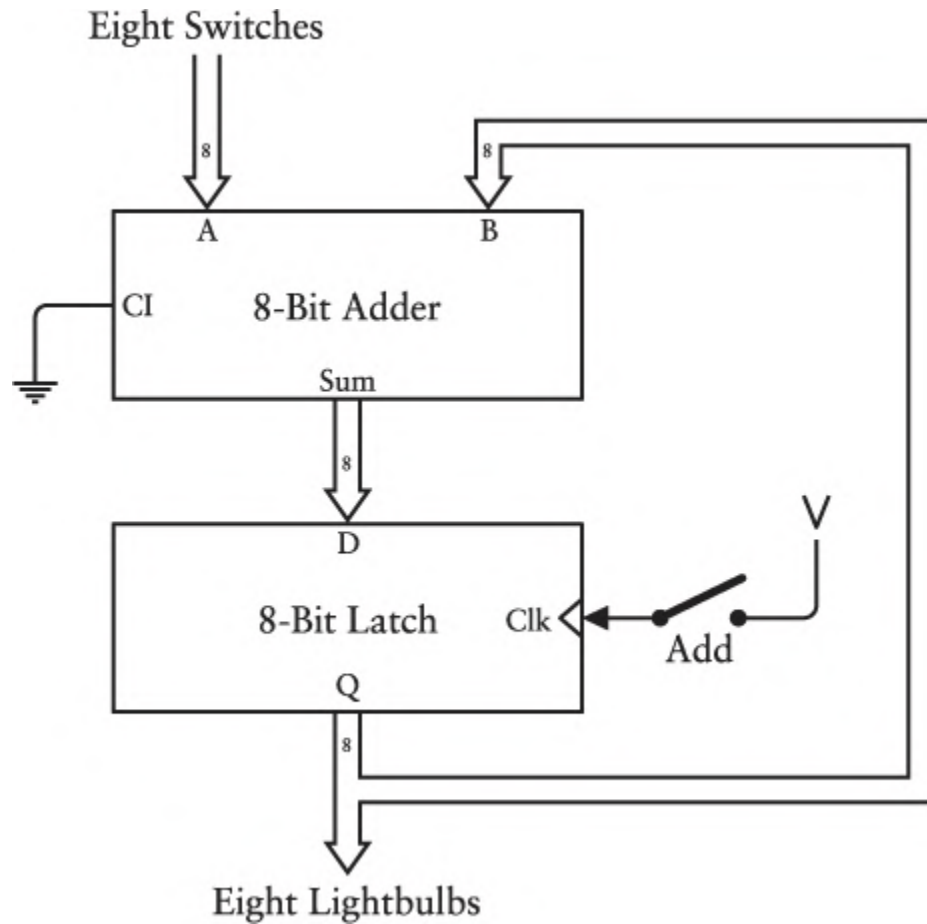 Eight Switches
8
8
A
B
CI
8-Bit Adder
Sum
8
V
D
8-Bit Latch
Clk
Add
Q
8
Eight Lightbulbs